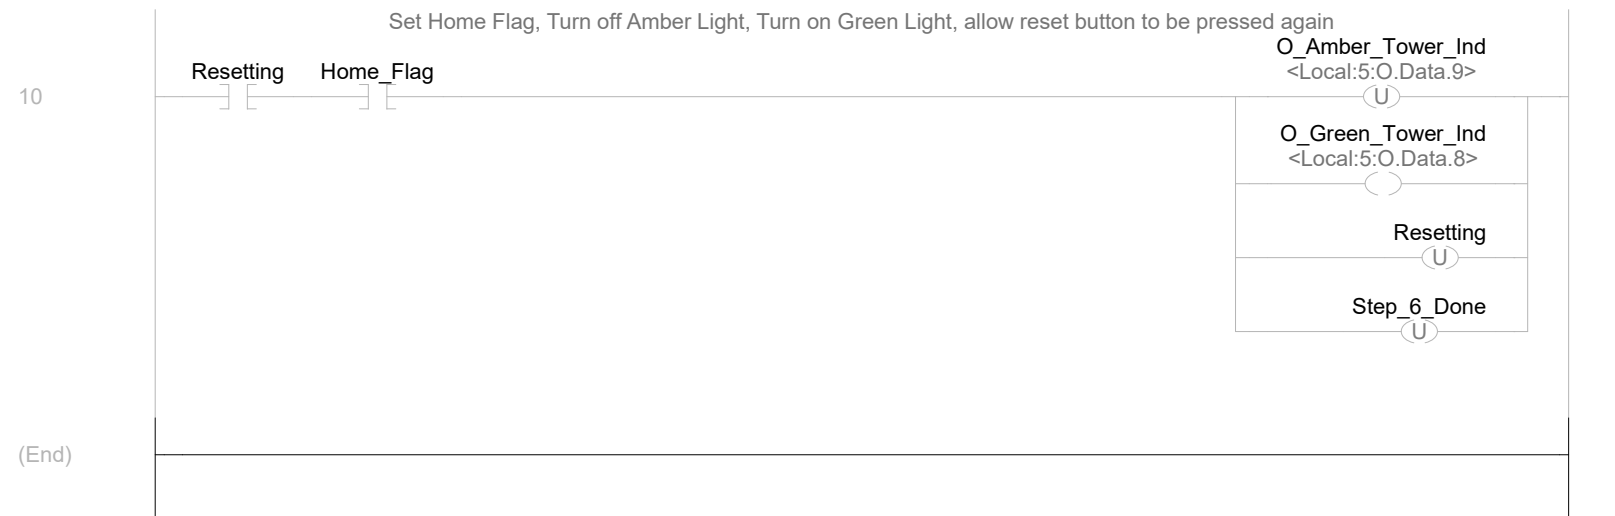 Set Home Flag, Turn off Amber Light, Turn on Green Light, allow reset button to be pressed again
O_Amber_Tower_Ind
<Local:5:O.Data.9>
Resetting Home_Flag
10
U
O_Green_Tower_Ind
<Local:5:O.Data.8>
Resetting
U
Step_6_Done
U
(End)